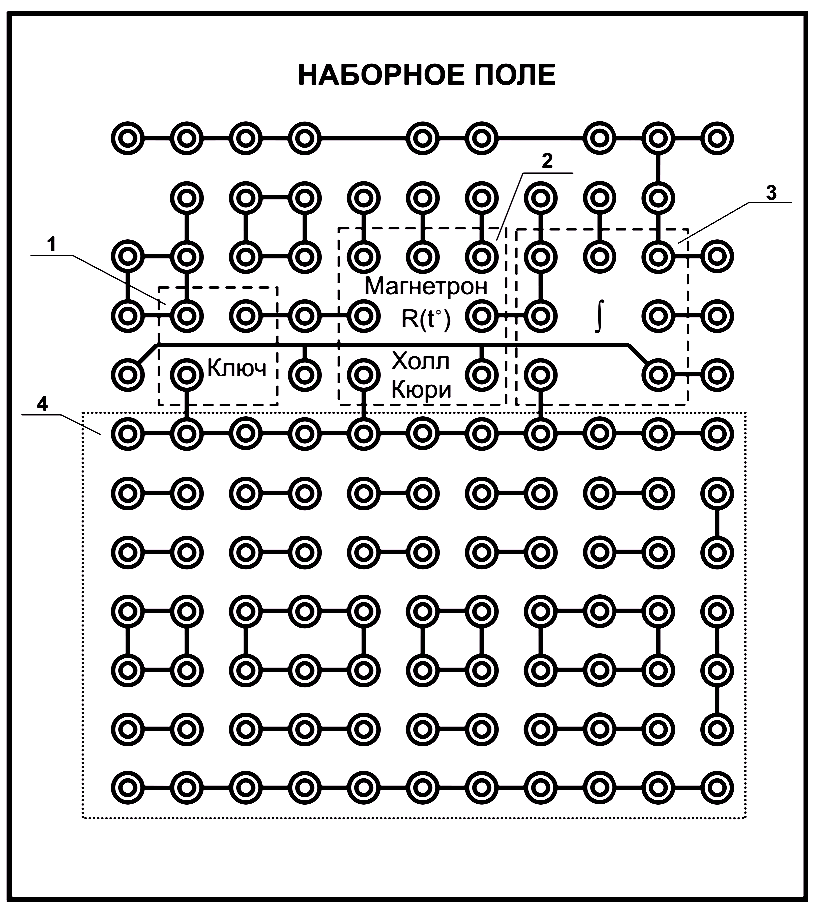 НАБОРНОЕ ПОЛЕ
2
3
1
Магнетрон
R(t°)
∫
Ключ
Холл
Кюри
4